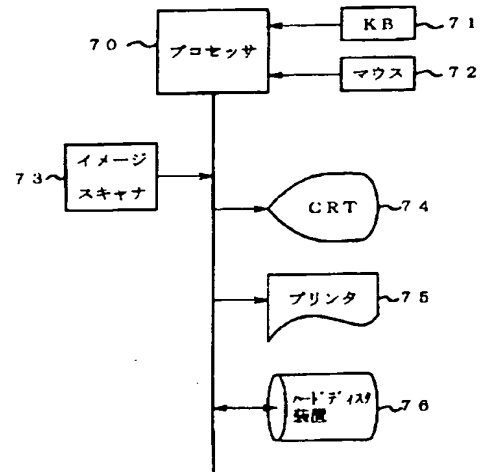 70
プロセッサ
KB
71
マウス
72
73
イメージ
スキャナ
CRT
74
プリンタ
75
ハードディスク
装置
76